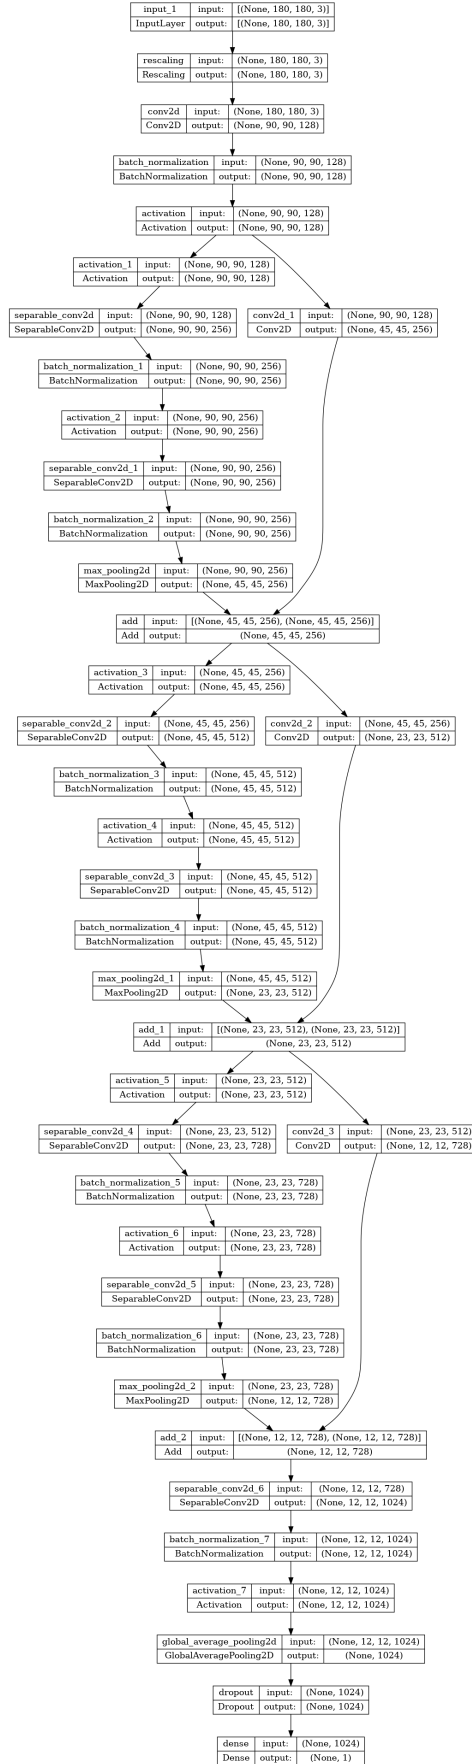 input_1 input: [(None, 180, 180, 3)]
InputLayer output: [(None, 180, 180, 3)]
rescaling input: (None, 180, 180, 3)
Rescaling output: (None, 180, 180, 3)
conv2d input: (None, 180, 180, 3)
Conv2D output: (None, 90, 90, 128)
batch_normalization input: (None, 90, 90, 128)
BatchNormalization output: (None, 90, 90, 128)
activation input: (None, 90, 90, 128)
Activation output: (None, 90, 90, 128)
activation_1 input: (None, 90, 90, 128)
Activation output: (None, 90, 90, 128)
separable_conv2d input: (None, 90, 90, 128)
SeparableConv2D output: (None, 90, 90, 256)
conv2d_1 input: (None, 90, 90, 128)
Conv2D output: (None, 45, 45, 256)
batch_normalization_1 input: (None, 90, 90, 256)
BatchNormalization output: (None, 90, 90, 256)
activation_2 input: (None, 90, 90, 256)
Activation output: (None, 90, 90, 256)
separable_conv2d_1 input: (None, 90, 90, 256)
SeparableConv2D output: (None, 90, 90, 256)
batch_normalization_2 input: (None, 90, 90, 256)
BatchNormalization output: (None, 90, 90, 256)
max_pooling2d input: (None, 90, 90, 256)
MaxPooling2D output: (None, 45, 45, 256)
add input: [(None, 45, 45, 256), (None, 45, 45, 256)]
Add output: (None, 45, 45, 256)
activation_3 input: (None, 45, 45, 256)
Activation output: (None, 45, 45, 256)
separable_conv2d_2 input: (None, 45, 45, 256)
SeparableConv2D output: (None, 45, 45, 512)
conv2d_2 input: (None, 45, 45, 256)
Conv2D output: (None, 23, 23, 512)
batch_normalization_3 input: (None, 45, 45, 512)
BatchNormalization output: (None, 45, 45, 512)
activation_4 input: (None, 45, 45, 512)
Activation output: (None, 45, 45, 512)
separable_conv2d_3 input: (None, 45, 45, 512)
SeparableConv2D output: (None, 45, 45, 512)
batch_normalization_4 input: (None, 45, 45, 512)
BatchNormalization output: (None, 45, 45, 512)
max_pooling2d_1 input: (None, 45, 45, 512)
MaxPooling2D output: (None, 23, 23, 512)
add_1 input: [(None, 23, 23, 512), (None, 23, 23, 512)]
Add output: (None, 23, 23, 512)
activation_5 input: (None, 23, 23, 512)
Activation output: (None, 23, 23, 512)
separable_conv2d_4 input: (None, 23, 23, 512)
SeparableConv2D output: (None, 23, 23, 728)
conv2d_3 input: (None, 23, 23, 512)
Conv2D output: (None, 12, 12, 728)
batch_normalization_5 input: (None, 23, 23, 728)
BatchNormalization output: (None, 23, 23, 728)
activation_6 input: (None, 23, 23, 728)
Activation output: (None, 23, 23, 728)
separable_conv2d_5 input: (None, 23, 23, 728)
SeparableConv2D output: (None, 23, 23, 728)
batch_normalization_6 input: (None, 23, 23, 728)
BatchNormalization output: (None, 23, 23, 728)
max_pooling2d_2 input: (None, 23, 23, 728)
MaxPooling2D output: (None, 12, 12, 728)
add_2 input: [(None, 12, 12, 728), (None, 12, 12, 728)]
Add output: (None, 12, 12, 728)
separable_conv2d_6 input: (None, 12, 12, 728)
SeparableConv2D output: (None, 12, 12, 1024)
batch_normalization_7 input: (None, 12, 12, 1024)
BatchNormalization output: (None, 12, 12, 1024)
activation_7 input: (None, 12, 12, 1024)
Activation output: (None, 12, 12, 1024)
global_average_pooling2d input: (None, 12, 12, 1024)
GlobalAveragePooling2D output: (None, 1024)
dropout input: (None, 1024)
Dropout output: (None, 1024)
dense input: (None, 1024)
Dense output: (None, 1)